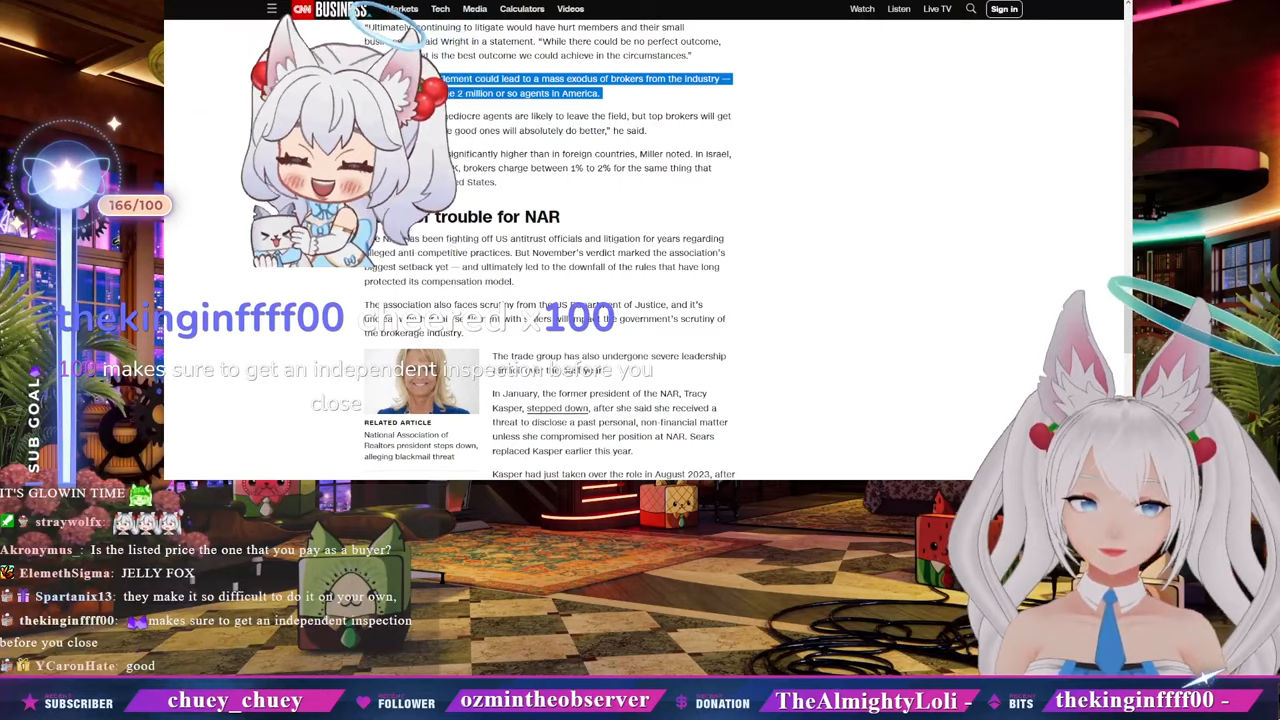 CNN BUSINESS Markets Tech Media Calculators Videos Watch Listen Live TV Sign in
"Ultimately, continuing to litigate would have hurt members and their small
said Wright in a statement. "While there could be no perfect outcome,
is the best outcome we could achieve in the circumstances."
could lead to a mass exodus of brokers from the industry —
2 million or so agents in America.
mediocre agents are likely to leave the field, but top brokers will get
good ones will absolutely do better," he said.
significantly higher than in foreign countries, Miller noted. In Israel,
brokers charge between 1% to 2% for the same thing that
States.
166/100
trouble for NAR
has been fighting off US antitrust officials and litigation for years regarding
alleged anti-competitive practices. But November's verdict marked the association's
biggest setback yet — and ultimately led to the downfall of the rules that have long
protected its compensation model.
The association also faces scrutiny from the US Department of Justice, and it's
the government's scrutiny of
the brokerage industry.
thekinginffff00 cheered x100
100 makes sure to get an independent inspection before you
close
The trade group has also undergone severe leadership
In January, the former president of the NAR, Tracy
Kasper, stepped down, after she said she received a
threat to disclose a past personal, non-financial matter
unless she compromised her position at NAR. Sears
replaced Kasper earlier this year.
Kasper had just taken over the role in August 2023, after
RELATED ARTICLE
National Association of
Realtors president steps down,
alleging blackmail threat
SUB GOAL
IT'S GLOWIN TIME
straywolfx:
Akronymus_: Is the listed price the one that you pay as a buyer?
ElemethSigma: JELLY FOX
Spartanix13: they make it so difficult to do it on your own,
thekinginffff00: makes sure to get an independent inspection
before you close
YCaronHate: good
RECENT SUBSCRIBER chuey_chuey RECENT FOLLOWER ozmintheobserver RECENT DONATION TheAlmightyLoli - RECENT BITS thekinginffff00 -